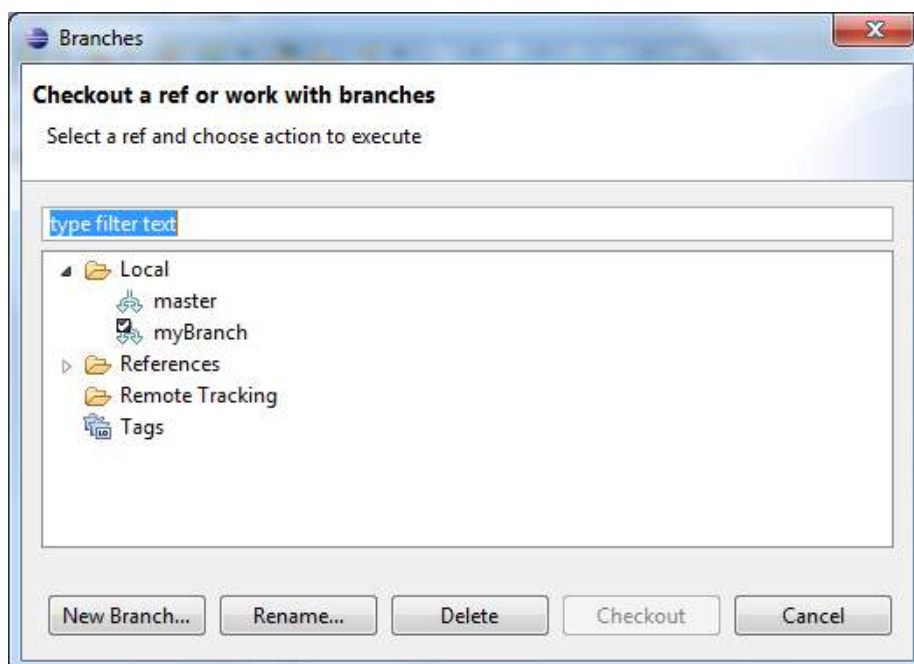 Branches
Checkout a ref or work with branches
Select a ref and choose action to execute
type filter text
Local
master
myBranch
References
Remote Tracking
Tags
New Branch... Rename... Delete Checkout Cancel